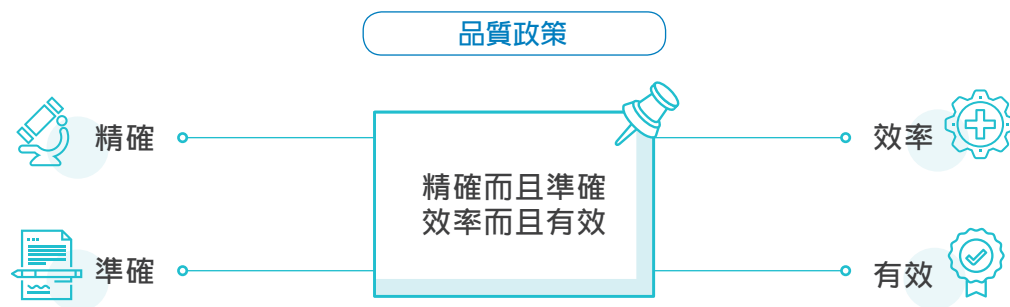 品質政策
精確
效率
精確而且準確
效率而且有效
準確
有效